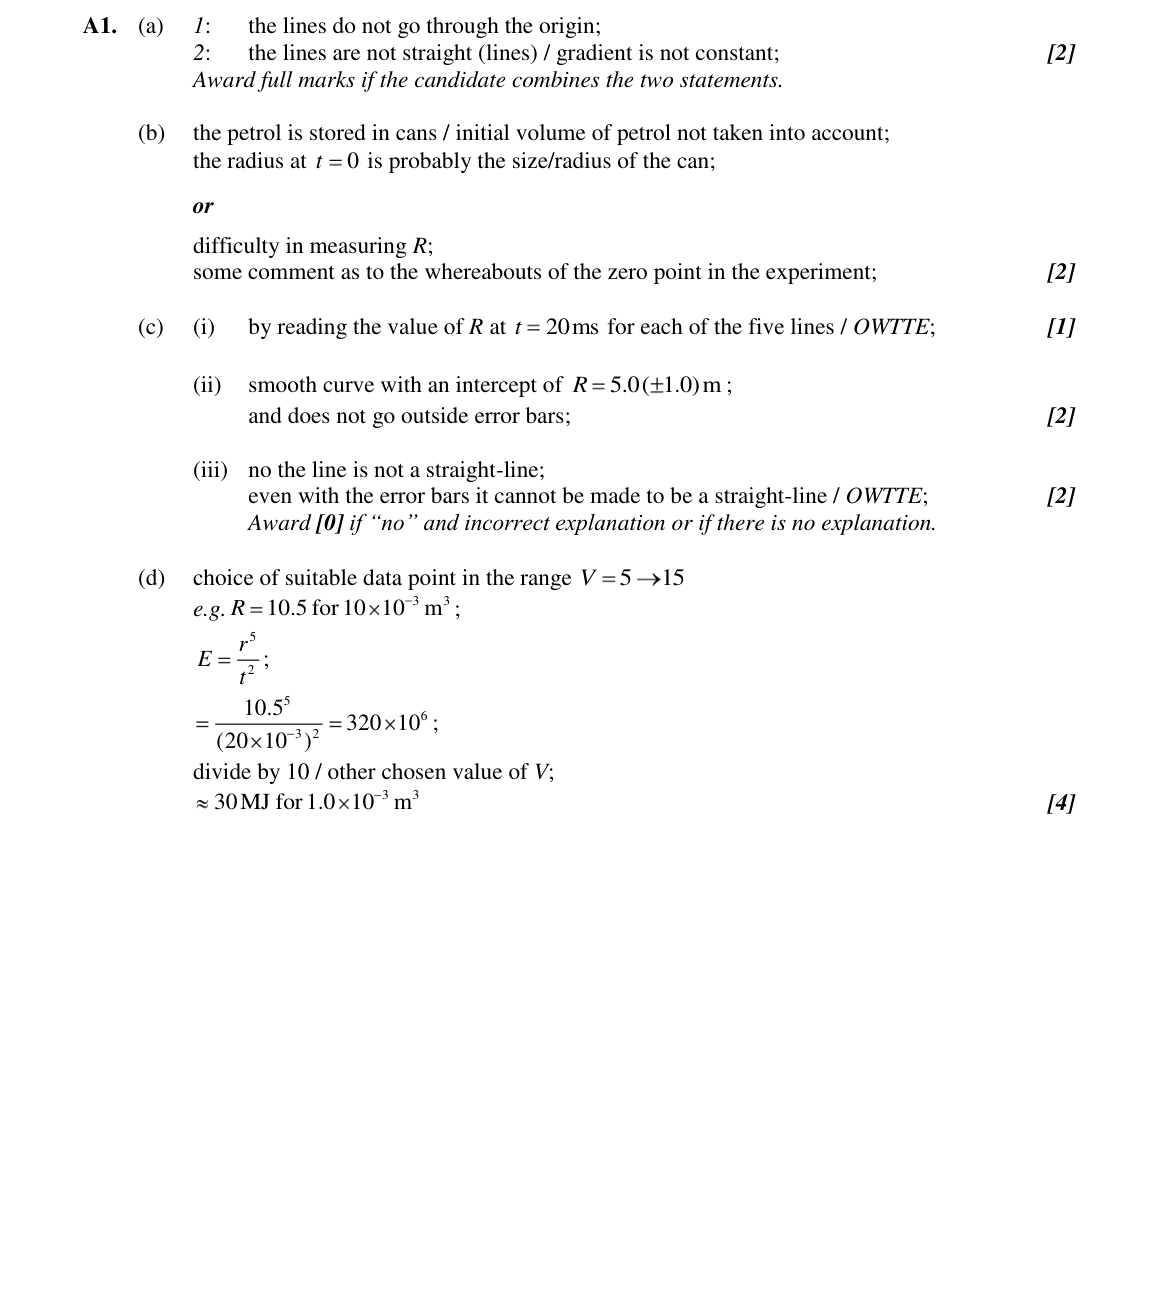 A1. (a) 1: the lines do not go through the origin;
2: the lines are not straight (lines) / gradient is not constant; [2]
Award full marks if the candidate combines the two statements.
(b) the petrol is stored in cans / initial volume of petrol not taken into account;
the radius at t = 0 is probably the size/radius of the can;
or
difficulty in measuring R;
some comment as to the whereabouts of the zero point in the experiment; [2]
(c) (i) by reading the value of R at t = 20 ms for each of the five lines / OWTTE; [1]
(ii) smooth curve with an intercept of R = 5.0 (±1.0) m ;
and does not go outside error bars; [2]
(iii) no the line is not a straight-line;
even with the error bars it cannot be made to be a straight-line / OWTTE; [2]
Award [0] if “no” and incorrect explanation or if there is no explanation.
(d) choice of suitable data point in the range V = 5 →15
e.g. R = 10.5 for 10×10⁻³ m³ ;
E = r⁵/t² ;
= 10.5⁵/(20×10⁻³)² = 320×10⁶ ;
divide by 10 / other chosen value of V;
≈ 30 MJ for 1.0×10⁻³ m³ [4]